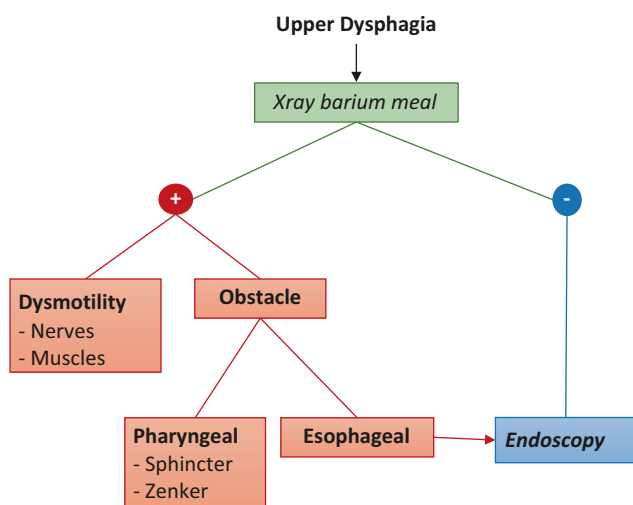 Upper Dysphagia
Xray barium meal
+
-
Dysmotility
- Nerves
- Muscles
Obstacle
Pharyngeal
- Sphincter
- Zenker
Esophageal
Endoscopy